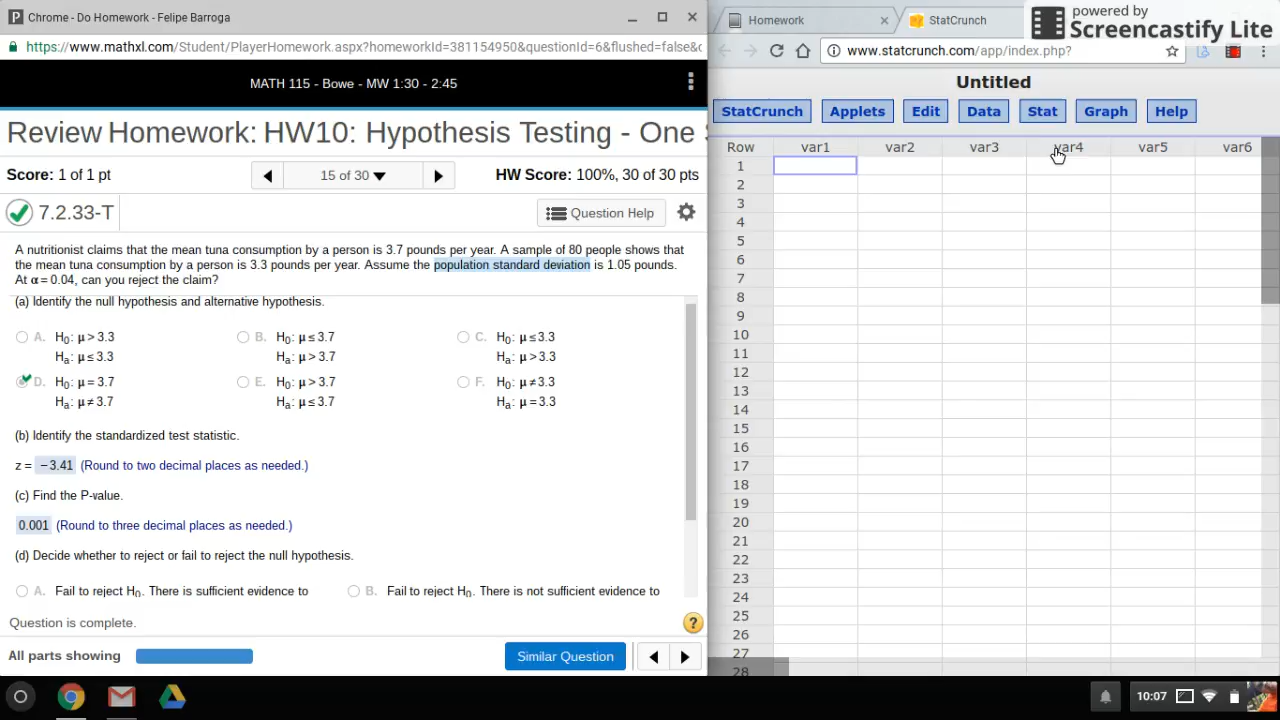 Chrome - Do Homework - Felipe Barroga
https://www.mathxl.com/Student/PlayerHomework.aspx?homeworkId=381154950&questionId=6&flushed=false&c
MATH 115 - Bowe - MW 1:30 - 2:45
Review Homework: HW10: Hypothesis Testing - One S
Score: 1 of 1 pt
15 of 30
HW Score: 100%, 30 of 30 pts
7.2.33-T
Question Help
A nutritionist claims that the mean tuna consumption by a person is 3.7 pounds per year. A sample of 80 people shows that
the mean tuna consumption by a person is 3.3 pounds per year. Assume the population standard deviation is 1.05 pounds.
At α = 0.04, can you reject the claim?
(a) Identify the null hypothesis and alternative hypothesis.
A. H0: μ > 3.3
Ha: μ ≤ 3.3
B. H0: μ ≤ 3.7
Ha: μ > 3.7
C. H0: μ ≤ 3.3
Ha: μ > 3.3
D. H0: μ = 3.7
Ha: μ ≠ 3.7
E. H0: μ > 3.7
Ha: μ ≤ 3.7
F. H0: μ ≠ 3.3
Ha: μ = 3.3
(b) Identify the standardized test statistic.
z = −3.41 (Round to two decimal places as needed.)
(c) Find the P-value.
0.001 (Round to three decimal places as needed.)
(d) Decide whether to reject or fail to reject the null hypothesis.
A. Fail to reject H0. There is sufficient evidence to
B. Fail to reject H0. There is not sufficient evidence to
Question is complete.
?
All parts showing
Similar Question
Homework
StatCrunch
powered by
Screencastify Lite
www.statcrunch.com/app/index.php?
Untitled
StatCrunch Applets Edit Data Stat Graph Help
Row var1 var2 var3 var4 var5 var6
1
2
3
4
5
6
7
8
9
10
11
12
13
14
15
16
17
18
19
20
21
22
23
24
25
26
27
28
10:07